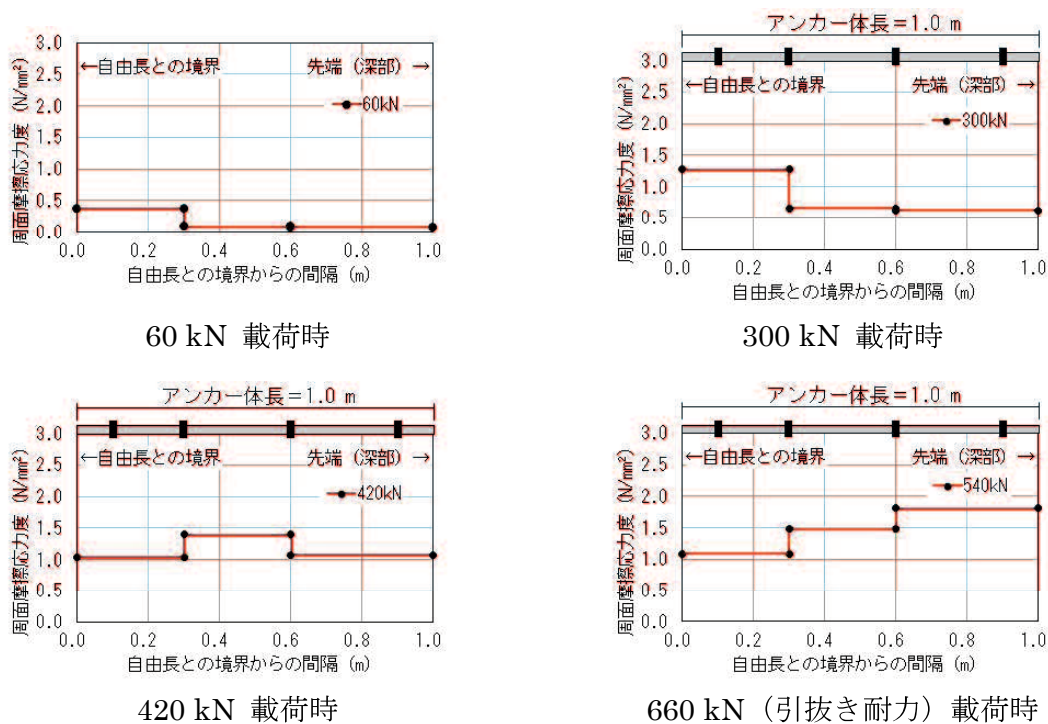 周面摩擦応力度 (N/mm²)
3.0
2.5
2.0
1.5
1.0
0.5
0.0
←自由長との境界 先端(深部)→
60kN
0.0 0.2 0.4 0.6 0.8 1.0
自由長との境界からの間隔 (m)
60 kN 載荷時
アンカー体長=1.0 m
周面摩擦応力度 (N/mm²)
3.0
2.5
2.0
1.5
1.0
0.5
0.0
←自由長との境界 先端(深部)→
300kN
0.0 0.2 0.4 0.6 0.8 1.0
自由長との境界からの間隔 (m)
300 kN 載荷時
アンカー体長=1.0 m
周面摩擦応力度 (N/mm²)
3.0
2.5
2.0
1.5
1.0
0.5
0.0
←自由長との境界 先端(深部)→
420kN
0.0 0.2 0.4 0.6 0.8 1.0
自由長との境界からの間隔 (m)
420 kN 載荷時
アンカー体長=1.0 m
周面摩擦応力度 (N/mm²)
3.0
2.5
2.0
1.5
1.0
0.5
0.0
←自由長との境界 先端(深部)→
540kN
0.0 0.2 0.4 0.6 0.8 1.0
自由長との境界からの間隔 (m)
660 kN(引抜き耐力)載荷時